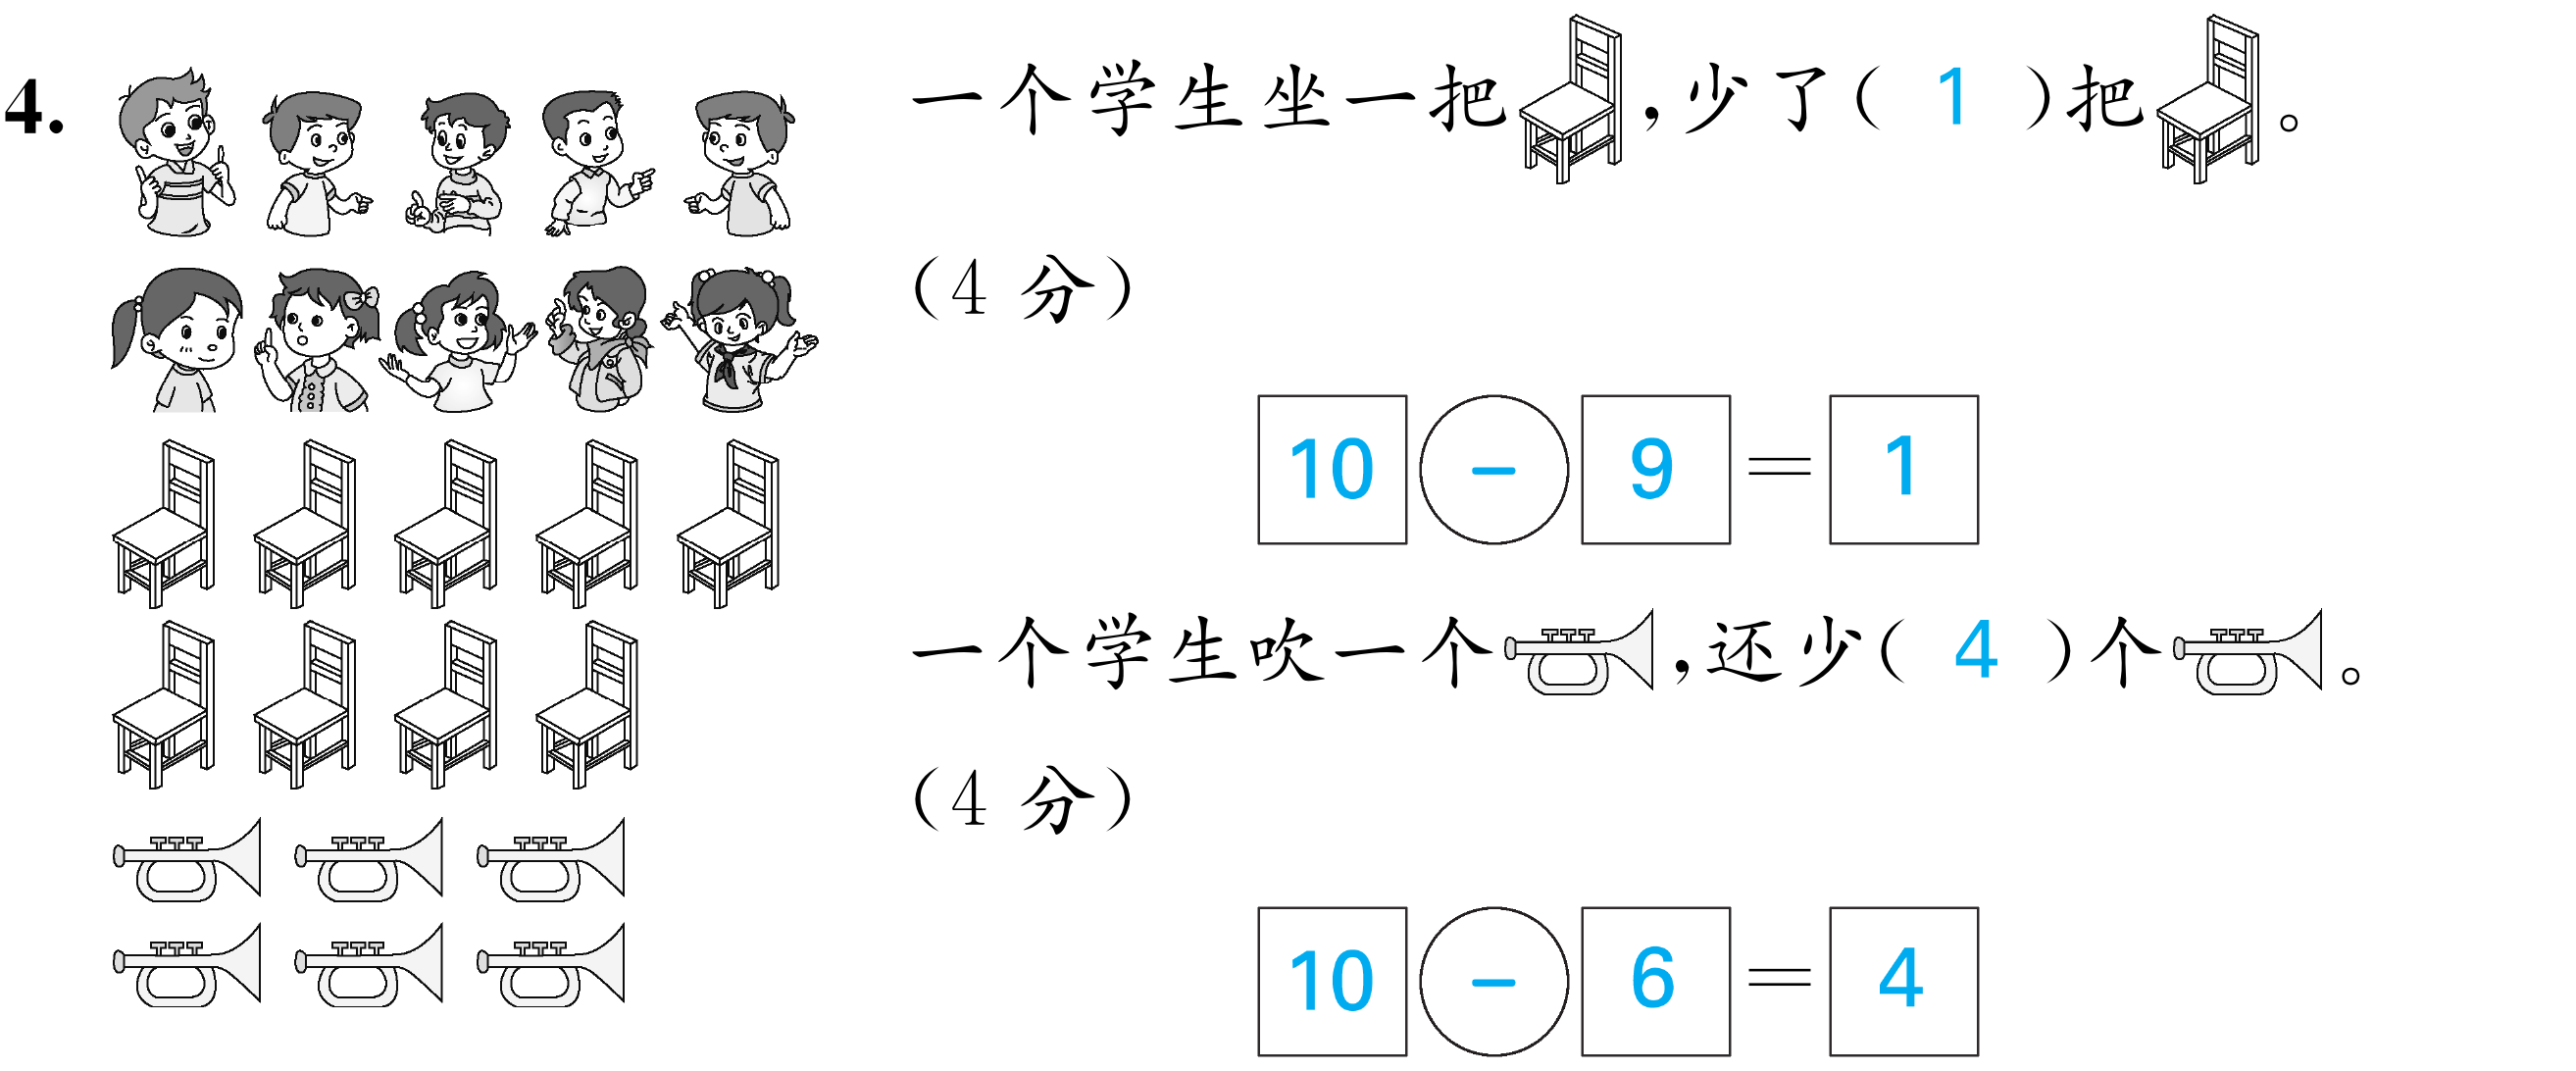 4.
一个学生坐一把,少了( 1 )把。
(4 分)
10 - 9 = 1
一个学生吹一个,还少( 4 )个。
(4 分)
10 - 6 = 4